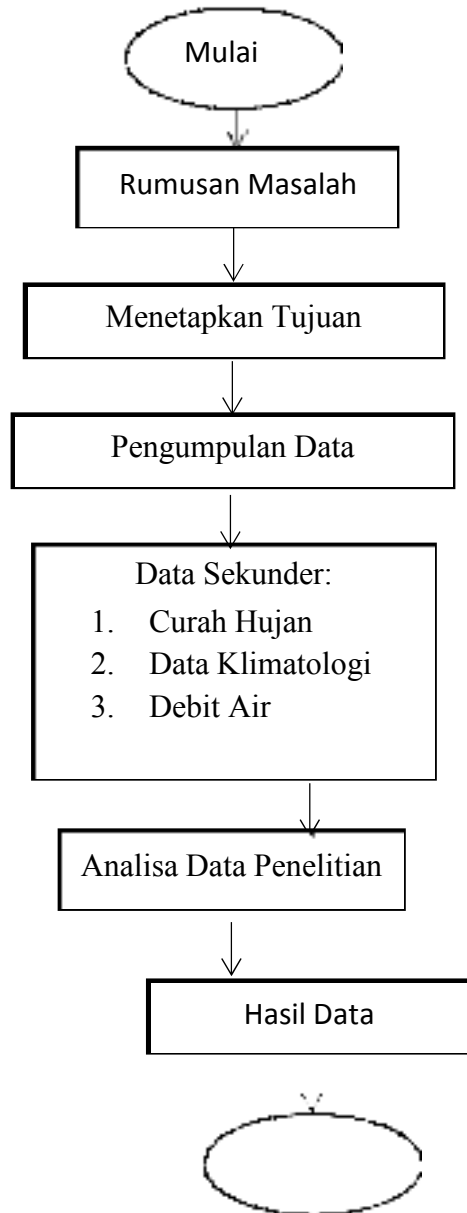 Mulai
Rumusan Masalah
Menetapkan Tujuan
Pengumpulan Data
Data Sekunder:
1. Curah Hujan
2. Data Klimatologi
3. Debit Air
Analisa Data Penelitian
Hasil Data